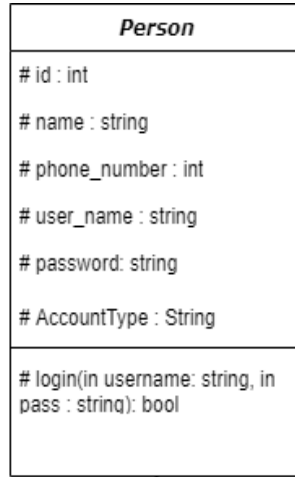 Person
# id : int
# name : string
# phone_number : int
# user_name : string
# password: string
# AccountType : String
# login(in username: string, in
pass : string): bool